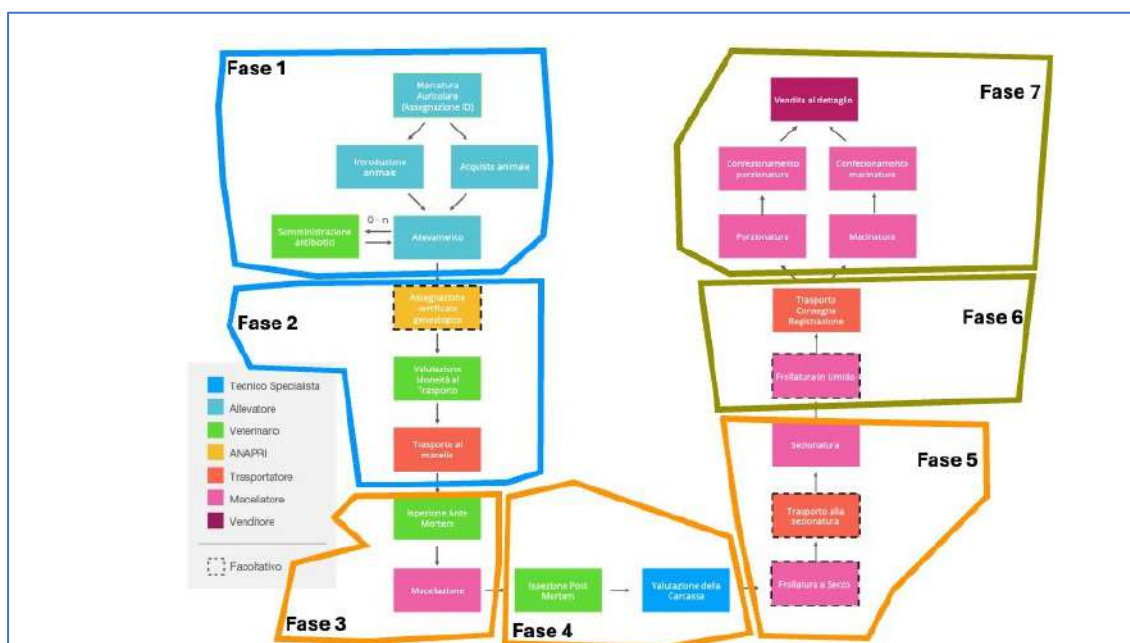 Fase 1
Marcatura
Auricolare
(Assegnazione ID)
Introduzione
animale
Acquisto animale
0 - n
Somministrazione
antibiotici
Allevamento
Fase 2
Assegnazione
certificato
genealogico
Valutazione
Idoneità al
Trasporto
Trasporto al
macello
Tecnico Specialista
Allevatore
Veterinario
ANAPRI
Trasportatore
Macellatore
Venditore
Facoltativo
Fase 3
Ispezione Ante
Mortem
Macellazione
Fase 4
Ispezione Post
Mortem
Valutazione della
Carcassa
Fase 5
Sezionatura
Trasporto alla
sezionatura
Frollatura a Secco
Fase 6
Trasporto
Consegna
Registrazione
Frollatura in Umido
Fase 7
Vendita al dettaglio
Confezionamento
porzionatura
Confezionamento
macinatura
Porzionatura
Macinatura